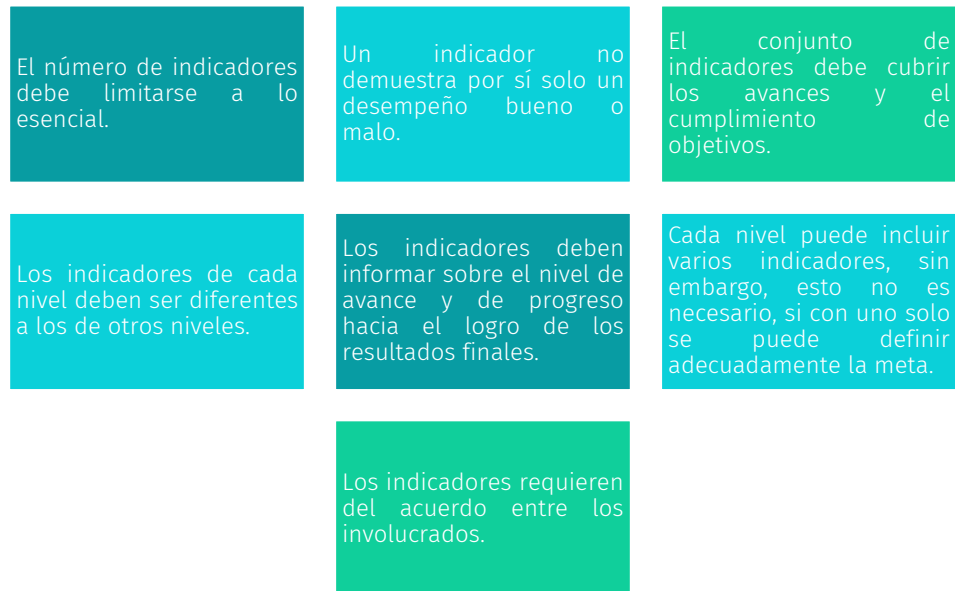 El número de indicadores
debe limitarse a lo
esencial.
Un indicador no
demuestra por sí solo un
desempeño bueno o
malo.
El conjunto de
indicadores debe cubrir
los avances y el
cumplimiento de
objetivos.
Los indicadores de cada
nivel deben ser diferentes
a los de otros niveles.
Los indicadores deben
informar sobre el nivel de
avance y de progreso
hacia el logro de los
resultados finales.
Cada nivel puede incluir
varios indicadores, sin
embargo, esto no es
necesario, si con uno solo
se puede definir
adecuadamente la meta.
Los indicadores requieren
del acuerdo entre los
involucrados.